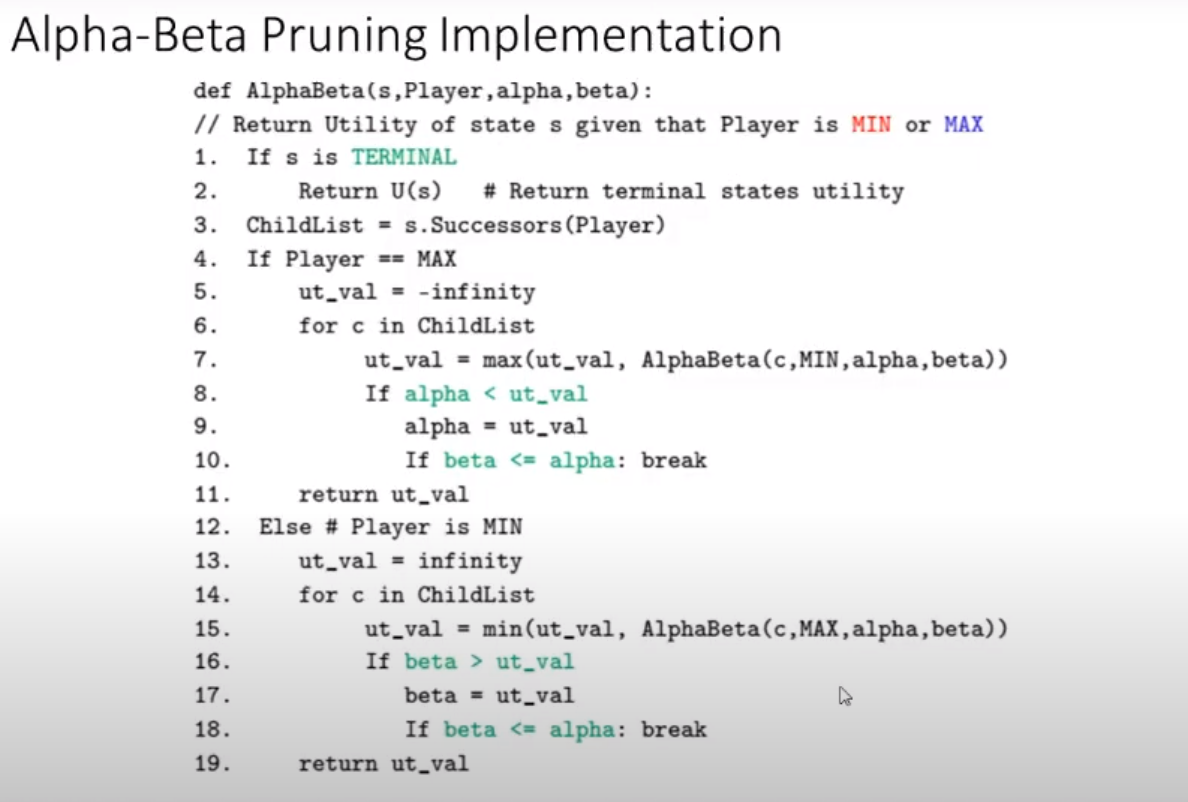 Alpha-Beta Pruning Implementation
def AlphaBeta(s,Player,alpha,beta):
// Return Utility of state s given that Player is MIN or MAX
1. If s is TERMINAL
2. Return U(s) # Return terminal states utility
3. ChildList = s.Successors(Player)
4. If Player == MAX
5. ut_val = -infinity
6. for c in ChildList
7. ut_val = max(ut_val, AlphaBeta(c,MIN,alpha,beta))
8. If alpha < ut_val
9. alpha = ut_val
10. If beta <= alpha: break
11. return ut_val
12. Else # Player is MIN
13. ut_val = infinity
14. for c in ChildList
15. ut_val = min(ut_val, AlphaBeta(c,MAX,alpha,beta))
16. If beta > ut_val
17. beta = ut_val
18. If beta <= alpha: break
19. return ut_val